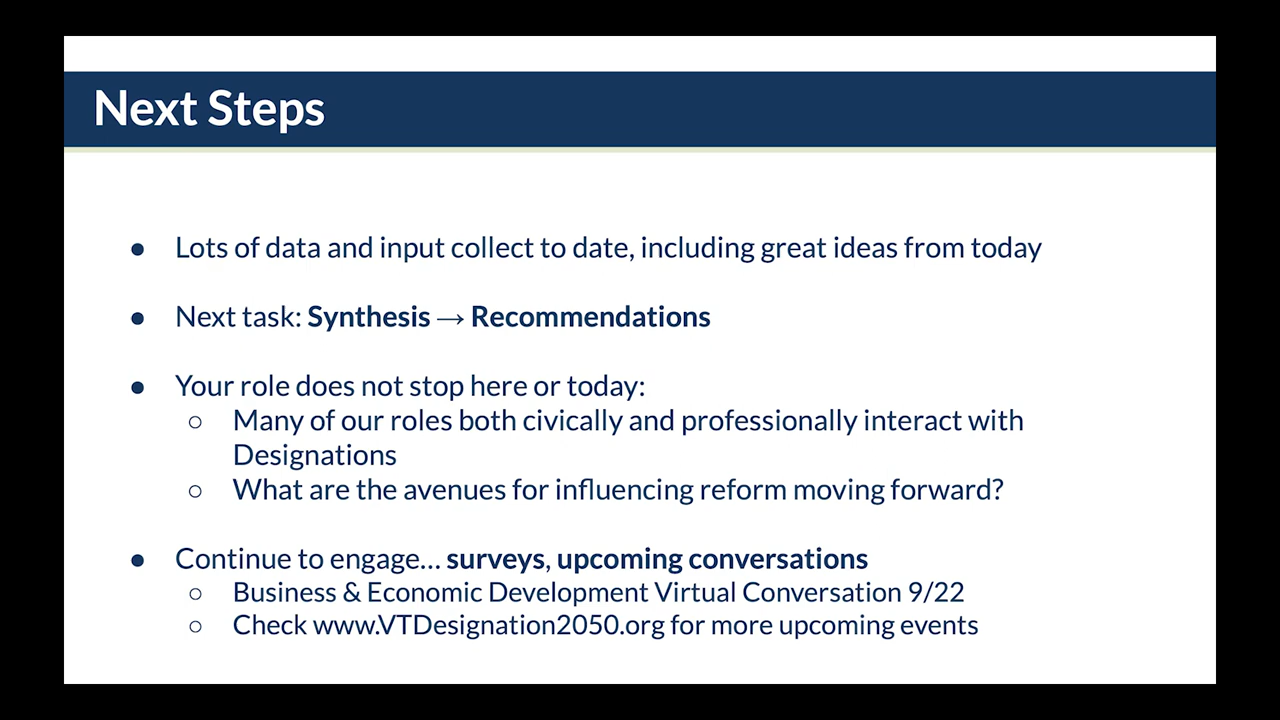 Next Steps
● Lots of data and input collect to date, including great ideas from today
● Next task: Synthesis → Recommendations
● Your role does not stop here or today:
○ Many of our roles both civically and professionally interact with
Designations
○ What are the avenues for influencing reform moving forward?
● Continue to engage... surveys, upcoming conversations
○ Business & Economic Development Virtual Conversation 9/22
○ Check www.VTDesignation2050.org for more upcoming events